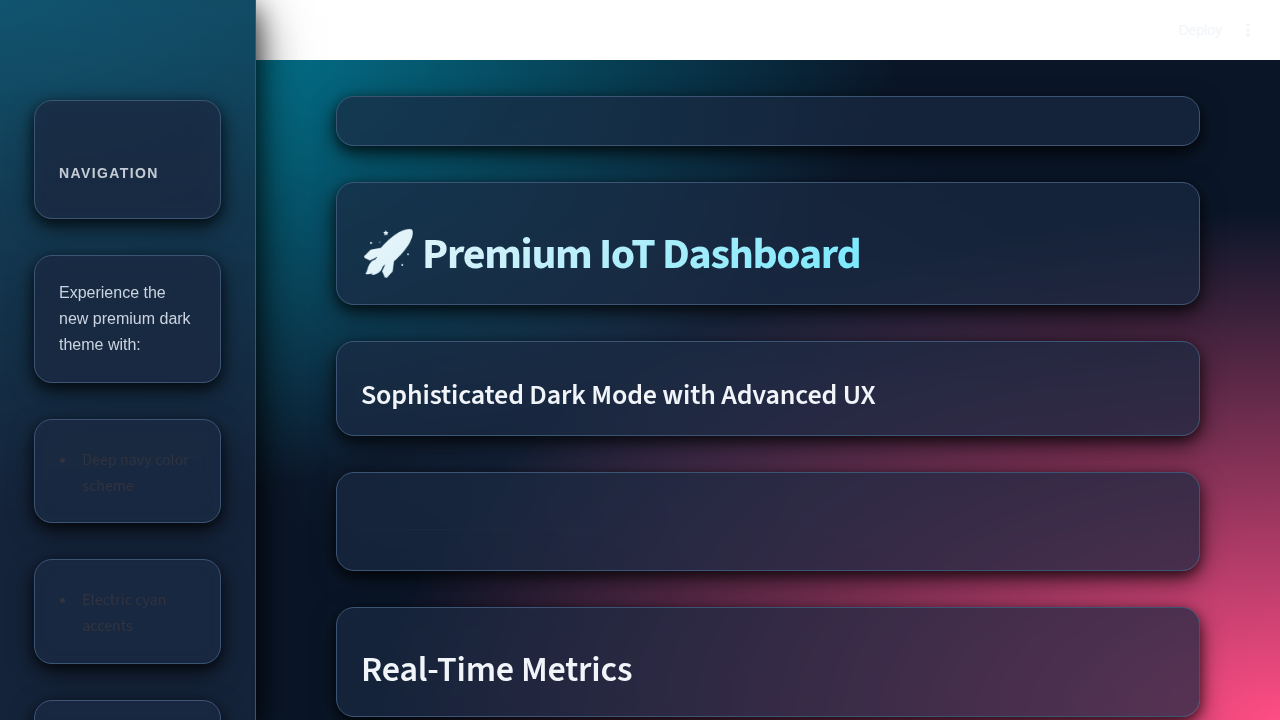 Deploy
NAVIGATION
Experience the
new premium dark
theme with:
• Deep navy color
scheme
• Electric cyan
accents
🚀 Premium IoT Dashboard
Sophisticated Dark Mode with Advanced UX
Real-Time Metrics